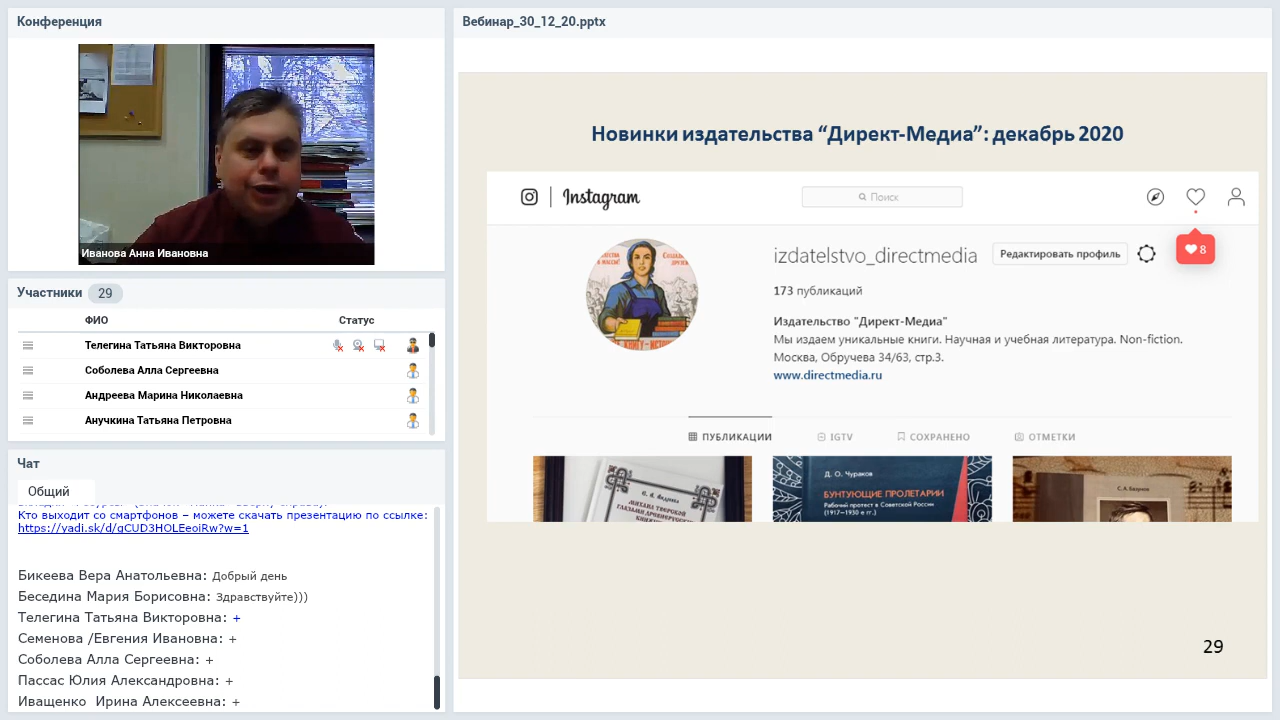 Конференция
Иванова Анна Ивановна
Участники 29
ФИО Статус
Телегина Татьяна Викторовна
Соболева Алла Сергеевна
Андреева Марина Николаевна
Анучкина Татьяна Петровна
Чат
Общий
Кто выходит со смартфонов – можете скачать презентацию по ссылке:
https://yadi.sk/d/gCUD3HOLEeoiRw?w=1
Бикеева Вера Анатольевна: Добрый день
Беседина Мария Борисовна: Здравствуйте)))
Телегина Татьяна Викторовна: +
Семенова /Евгения Ивановна: +
Соболева Алла Сергеевна: +
Пассас Юлия Александровна: +
Иващенко Ирина Алексеевна: +
Вебинар_30_12_20.pptx
Новинки издательства “Директ-Медиа”: декабрь 2020
Instagram
Поиск
8
izdatelstvo_directmedia
Редактировать профиль
173 публикаций
Издательство "Директ-Медиа"
Мы издаем уникальные книги. Научная и учебная литература. Non-fiction.
Москва, Обручева 34/63, стр.3.
www.directmedia.ru
ПУБЛИКАЦИИ
IGTV
СОХРАНЕНО
ОТМЕТКИ
Д. О. Чураков
БУНТУЮЩИЕ ПРОЛЕТАРИИ
Рабочий протест в Советской России
(1917–1930 е гг.)
29